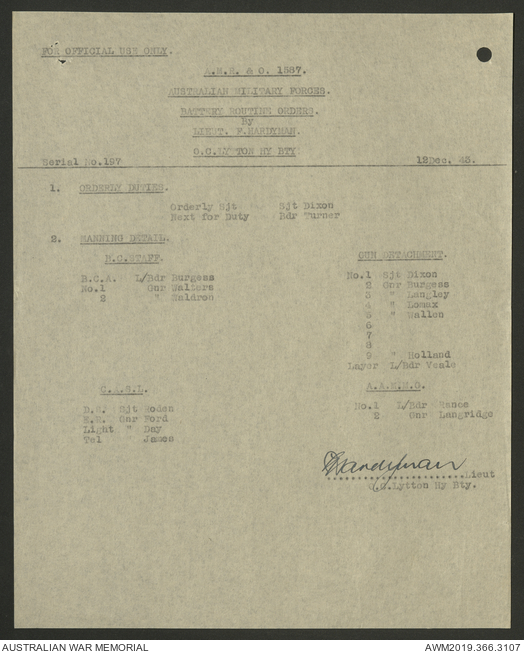 FOR OFFICIAL USE ONLY.
A.M.R. & O. 1587.
AUSTRALIAN MILITARY FORCES.
BATTERY ROUTINE ORDERS.
By
LIEUT. F.HARDYMAN.
O.C.LYTTON HY BTY
Serial No.197 12Dec. 43.
1. ORDERLY DUTIES.
Orderly Sjt Sjt Dixon
Next for Duty Bdr Turner
2. MANNING DETAIL.
B.C.STAFF.
B.C.A. L/Bdr Burgess
No.1 Gnr Walters
2 " Waldron
GUN DETACHMENT.
No.1 Sjt Dixon
2 Gnr Burgess
3 " Langley
4 " Lomax
5 " Wallen
6
7
8
9 " Holland
Layer L/Bdr Veale
C.A.S.L.
D.S. Sjt Roden
E.R. Gnr Ford
Light " Day
Tel James
A.A.M.M.G.
No.1 L/Bdr
2 Gnr Langridge
Hardyman
Lieut
O.C.Lytton Hy Bty.
AUSTRALIAN WAR MEMORIAL AWM2019.366.3107